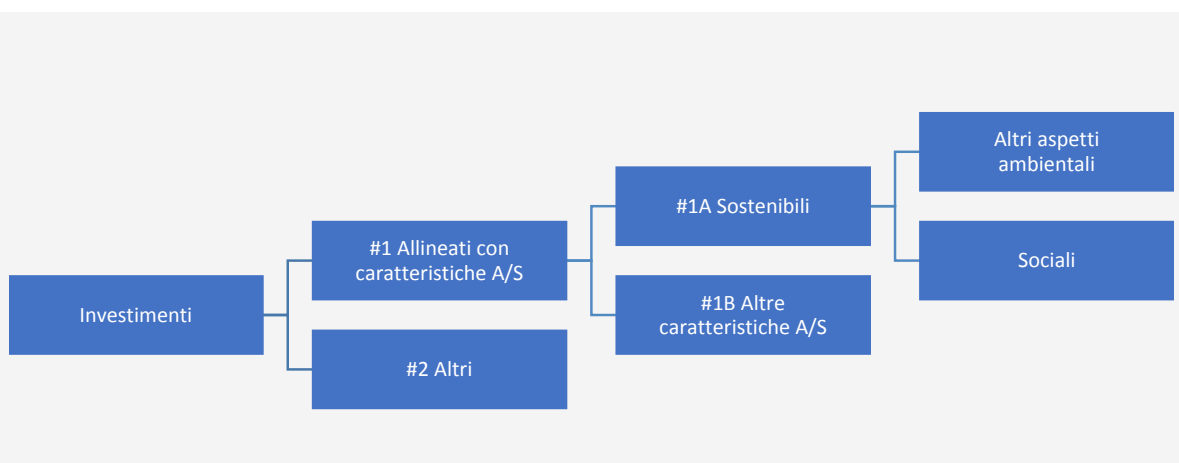 Investimenti
#1 Allineati con
caratteristiche A/S
#2 Altri
#1A Sostenibili
#1B Altre
caratteristiche A/S
Altri aspetti
ambientali
Sociali